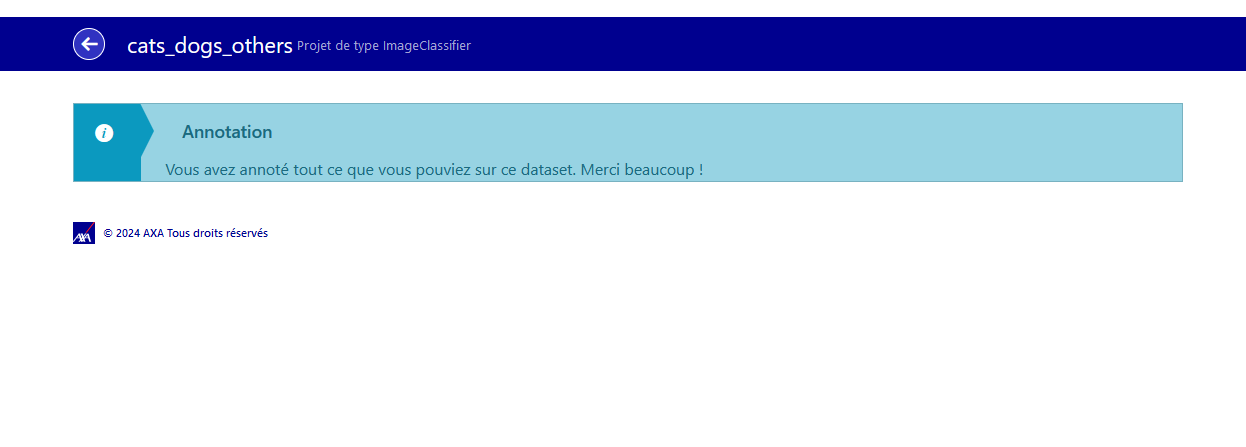 cats_dogs_others Projet de type ImageClassifier
i
Annotation
Vous avez annoté tout ce que vous pouviez sur ce dataset. Merci beaucoup !
AXA
© 2024 AXA Tous droits réservés